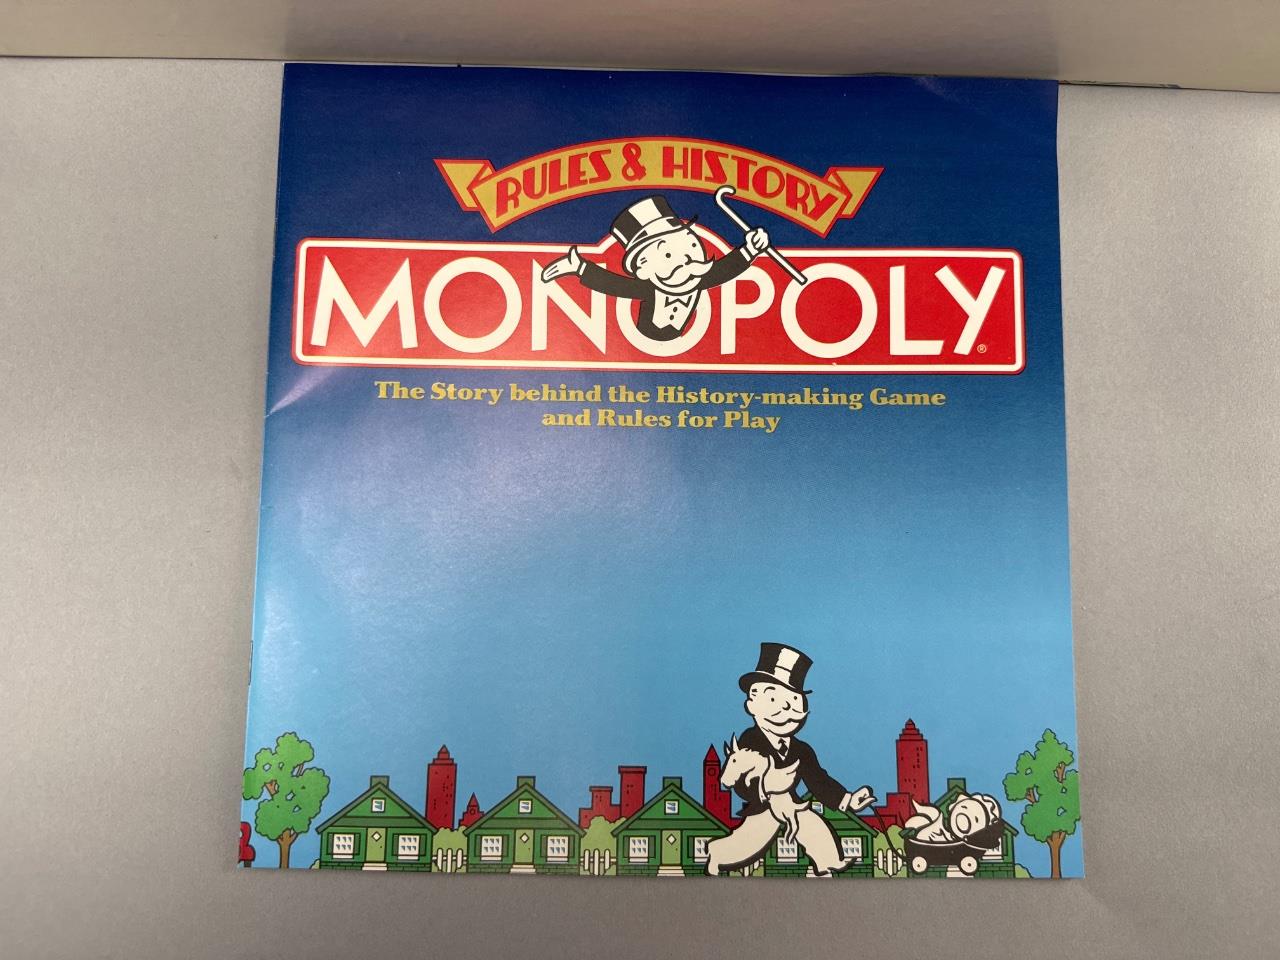 RULES & HISTORY
MONOPOLY®
The Story behind the History-making Game
and Rules for Play